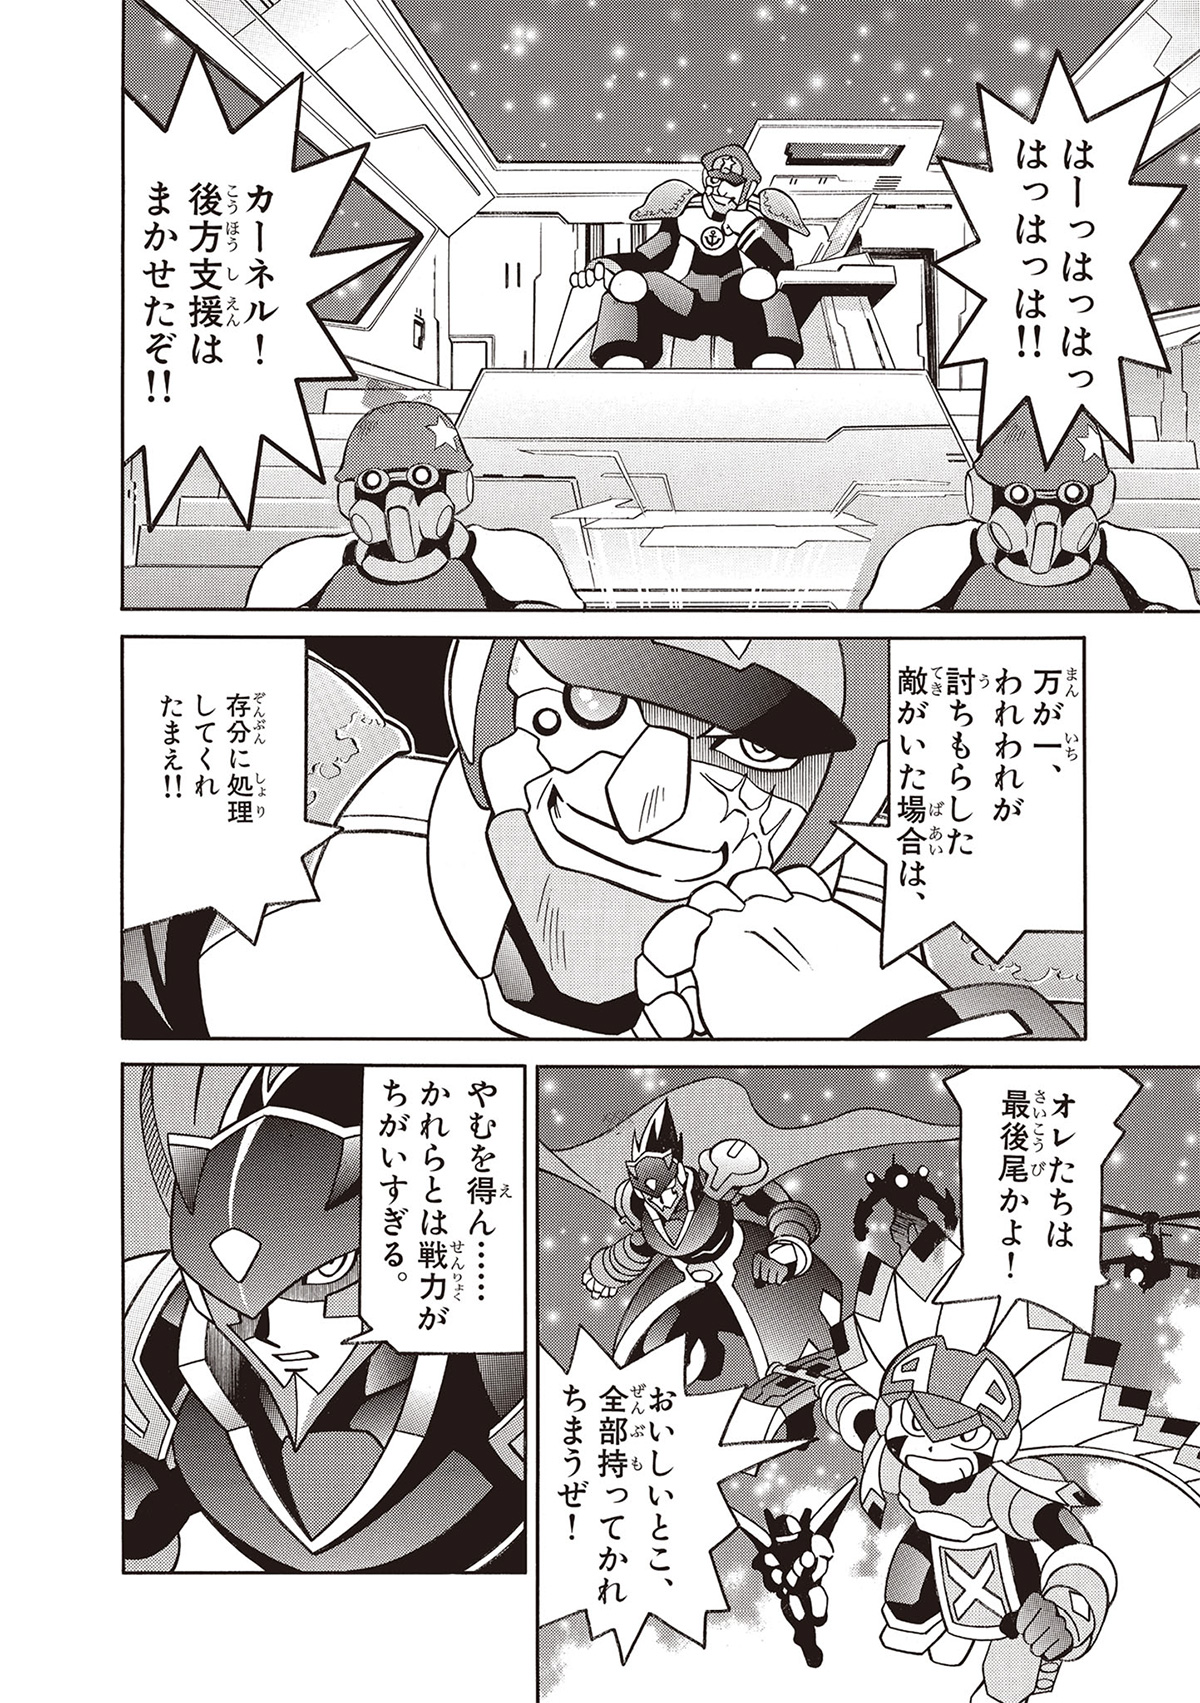 はーっはっはっ
はっはっは!!
カーネル！
後方支援は
まかせたぞ!!
万が一、
われわれが
討ちもらした
敵がいた場合は、
存分に処理
してくれ
たまえ!!
オレたちは
最後尾かよ！
おいしいとこ、
全部持ってかれ
ちまうぜ！
やむを得ん……
かれらとは戦力が
ちがいすぎる。